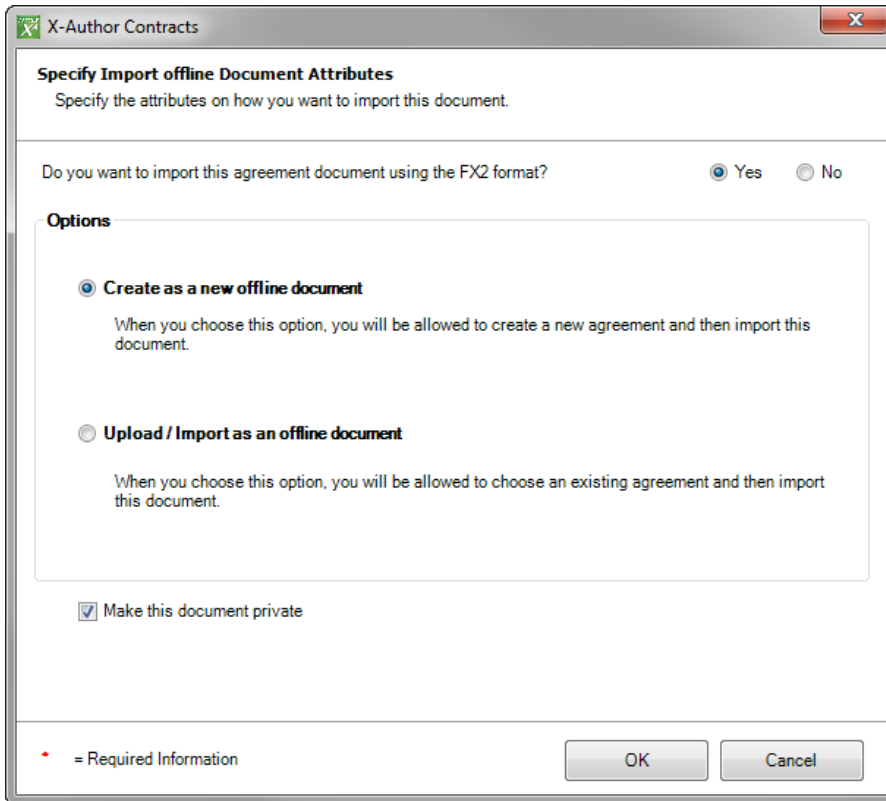 X-Author Contracts
Specify Import offline Document Attributes
Specify the attributes on how you want to import this document.
Do you want to import this agreement document using the FX2 format? Yes No
Options
Create as a new offline document
When you choose this option, you will be allowed to create a new agreement and then import this
document.
Upload / Import as an offline document
When you choose this option, you will be allowed to choose an existing agreement and then import
this document.
Make this document private
* = Required Information OK Cancel